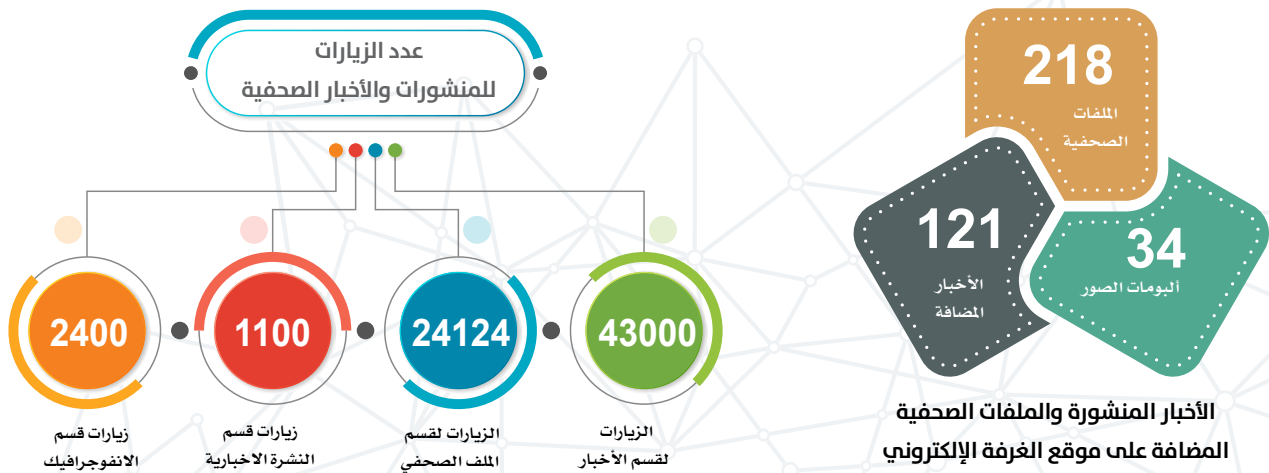 218
الملفات
الصحفية
121
الأخبار
المضافة
34
ألبومات الصور
الأخبار المنشورة والملفات الصحفية
المضافة على موقع الغرفة الإلكتروني
عدد الزيارات
للمنشورات والأخبار الصحفية
43000
الزيارات
لقسم الأخبار
24124
الزيارات لقسم
الملف الصحفي
1100
زيارات قسم
النشرة الاخبارية
2400
زيارات قسم
الانفوجرافيك